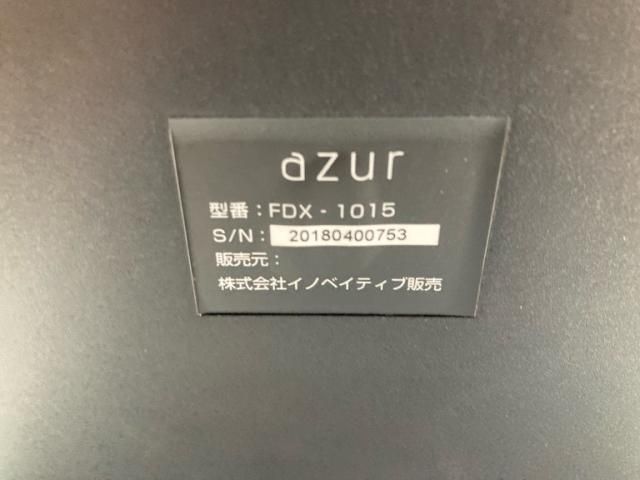 azur
型番：FDX - 1015
S/N： 20180400753
販売元：
株式会社イノベイティブ販売